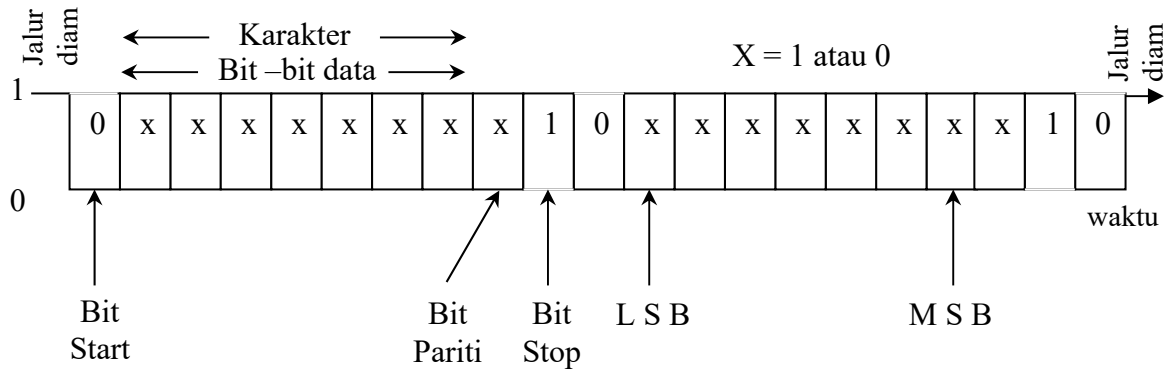 Jalur
diam
Karakter
Bit –bit data
X = 1 atau 0
Jalur
diam
1
0 x x x x x x x x 1 0 x x x x x x x x 1 0
0
waktu
Bit
Start
Bit
Pariti
Bit
Stop
L S B
M S B